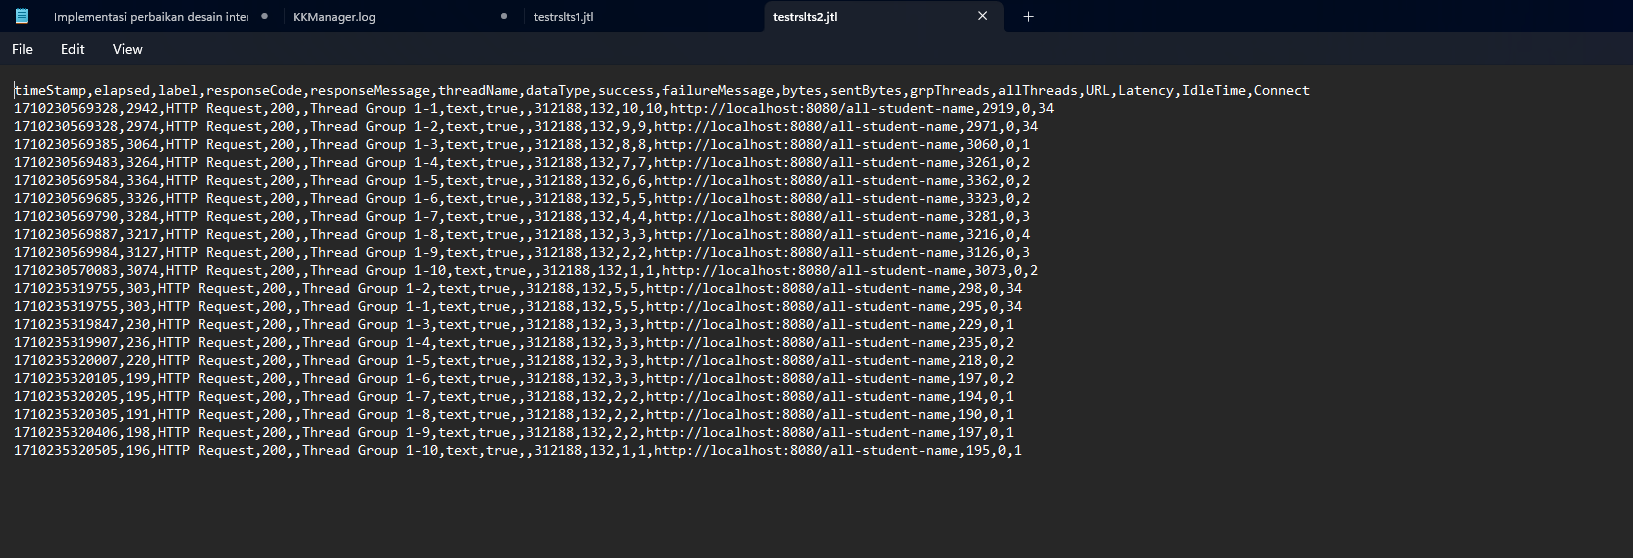 Implementasi perbaikan desain inter
KKManager.log
testrslts1.jtl
testrslts2.jtl
File Edit View
timeStamp,elapsed,label,responseCode,responseMessage,threadName,dataType,success,failureMessage,bytes,sentBytes,grpThreads,allThreads,URL,Latency,IdleTime,Connect
1710230569328,2942,HTTP Request,200,,Thread Group 1-1,text,true,,312188,132,10,10,http://localhost:8080/all-student-name,2919,0,34
1710230569328,2974,HTTP Request,200,,Thread Group 1-2,text,true,,312188,132,9,9,http://localhost:8080/all-student-name,2971,0,34
1710230569385,3064,HTTP Request,200,,Thread Group 1-3,text,true,,312188,132,8,8,http://localhost:8080/all-student-name,3060,0,1
1710230569483,3264,HTTP Request,200,,Thread Group 1-4,text,true,,312188,132,7,7,http://localhost:8080/all-student-name,3261,0,2
1710230569584,3364,HTTP Request,200,,Thread Group 1-5,text,true,,312188,132,6,6,http://localhost:8080/all-student-name,3362,0,2
1710230569685,3326,HTTP Request,200,,Thread Group 1-6,text,true,,312188,132,5,5,http://localhost:8080/all-student-name,3323,0,2
1710230569790,3284,HTTP Request,200,,Thread Group 1-7,text,true,,312188,132,4,4,http://localhost:8080/all-student-name,3281,0,3
1710230569887,3217,HTTP Request,200,,Thread Group 1-8,text,true,,312188,132,3,3,http://localhost:8080/all-student-name,3216,0,4
1710230569984,3127,HTTP Request,200,,Thread Group 1-9,text,true,,312188,132,2,2,http://localhost:8080/all-student-name,3126,0,3
1710230570083,3074,HTTP Request,200,,Thread Group 1-10,text,true,,312188,132,1,1,http://localhost:8080/all-student-name,3073,0,2
1710235319755,303,HTTP Request,200,,Thread Group 1-2,text,true,,312188,132,5,5,http://localhost:8080/all-student-name,298,0,34
1710235319755,303,HTTP Request,200,,Thread Group 1-1,text,true,,312188,132,5,5,http://localhost:8080/all-student-name,295,0,34
1710235319847,230,HTTP Request,200,,Thread Group 1-3,text,true,,312188,132,3,3,http://localhost:8080/all-student-name,229,0,1
1710235319907,236,HTTP Request,200,,Thread Group 1-4,text,true,,312188,132,3,3,http://localhost:8080/all-student-name,235,0,2
1710235320007,220,HTTP Request,200,,Thread Group 1-5,text,true,,312188,132,3,3,http://localhost:8080/all-student-name,218,0,2
1710235320105,199,HTTP Request,200,,Thread Group 1-6,text,true,,312188,132,3,3,http://localhost:8080/all-student-name,197,0,2
1710235320205,195,HTTP Request,200,,Thread Group 1-7,text,true,,312188,132,2,2,http://localhost:8080/all-student-name,194,0,1
1710235320305,191,HTTP Request,200,,Thread Group 1-8,text,true,,312188,132,2,2,http://localhost:8080/all-student-name,190,0,1
1710235320406,198,HTTP Request,200,,Thread Group 1-9,text,true,,312188,132,2,2,http://localhost:8080/all-student-name,197,0,1
1710235320505,196,HTTP Request,200,,Thread Group 1-10,text,true,,312188,132,1,1,http://localhost:8080/all-student-name,195,0,1